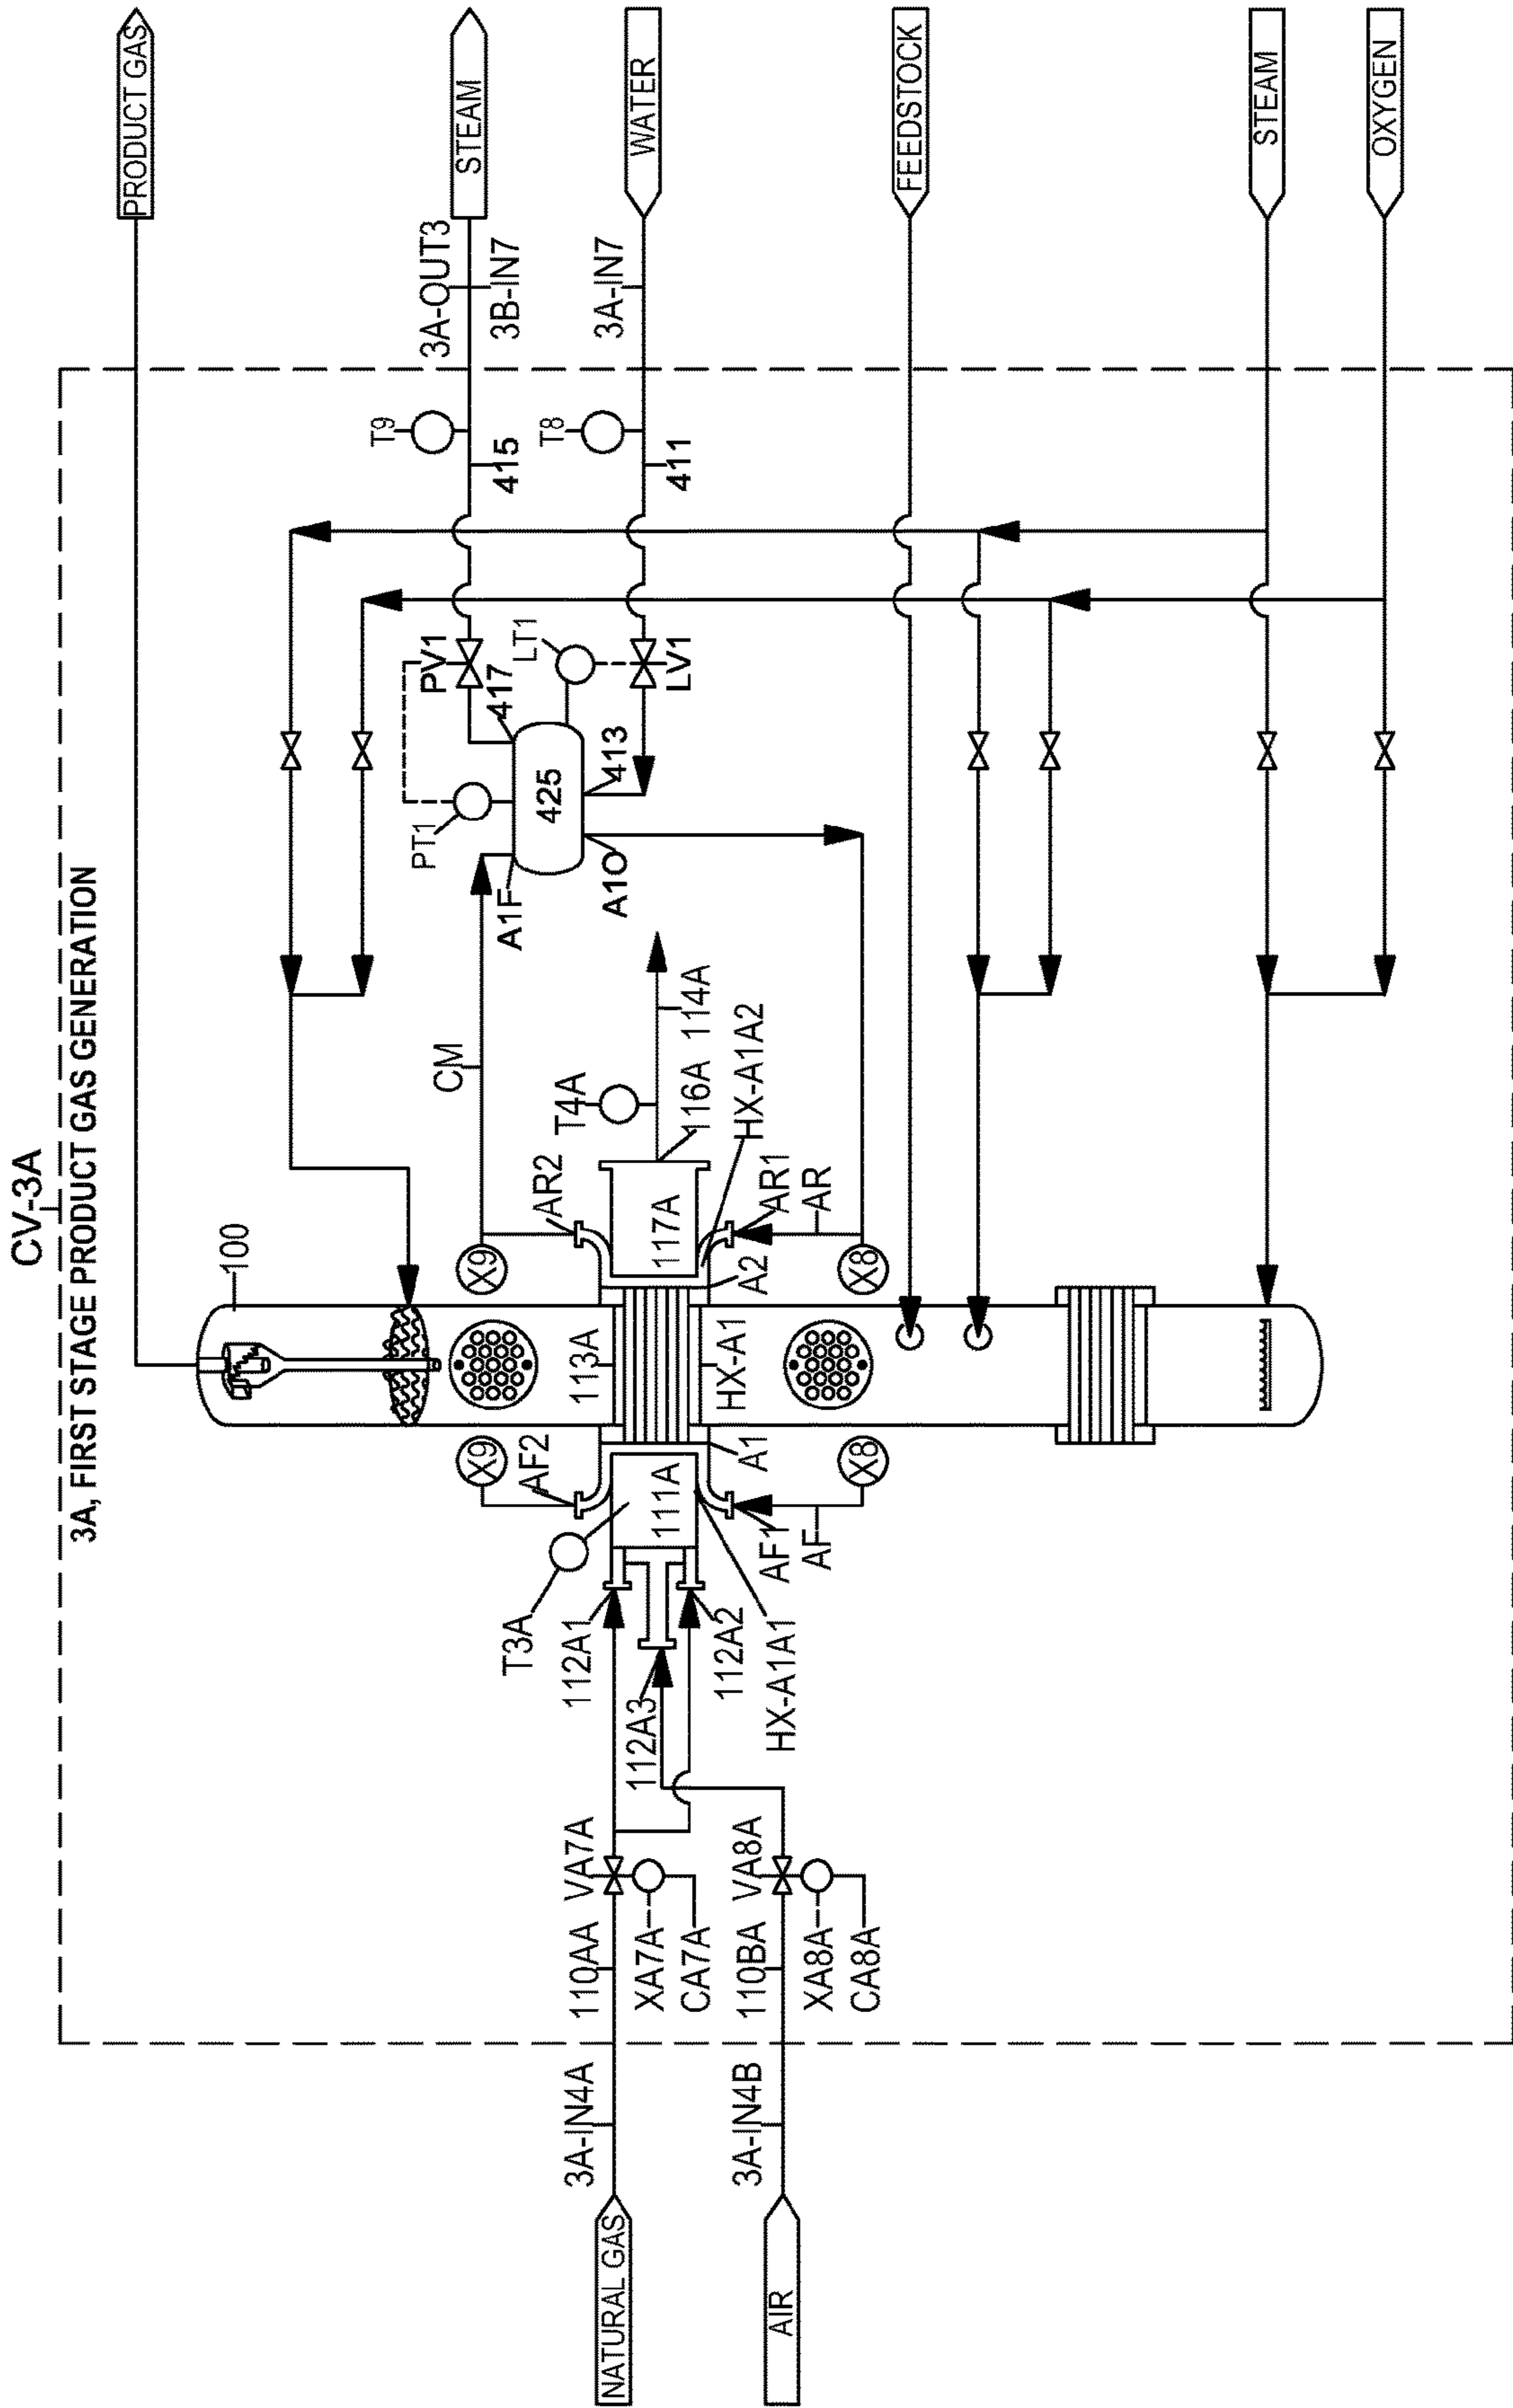 CV-3A
3A, FIRST STAGE PRODUCT GAS GENERATION
PRODUCT GAS
STEAM
WATER
FEEDSTOCK
STEAM
OXYGEN
3A-OUT3
3B-IN7
3A-IN7
T9
415
T8
411
PV1
417
LT1
LV1
PT1
425
413
A1F
A1O
CM
T4A
116A
114A
HX-A1A2
AR2
117A
AR1
AR
A2
100
X9
X8
113A
HX-A1
X9
X8
AF2
111A
A1
AF1
AF
T3A
112A1
112A3
112A2
HX-A1A1
110AA
VA7A
XA7A
CA7A
110BA
VA8A
XA8A
CA8A
3A-IN4A
3A-IN4B
NATURAL GAS
AIR